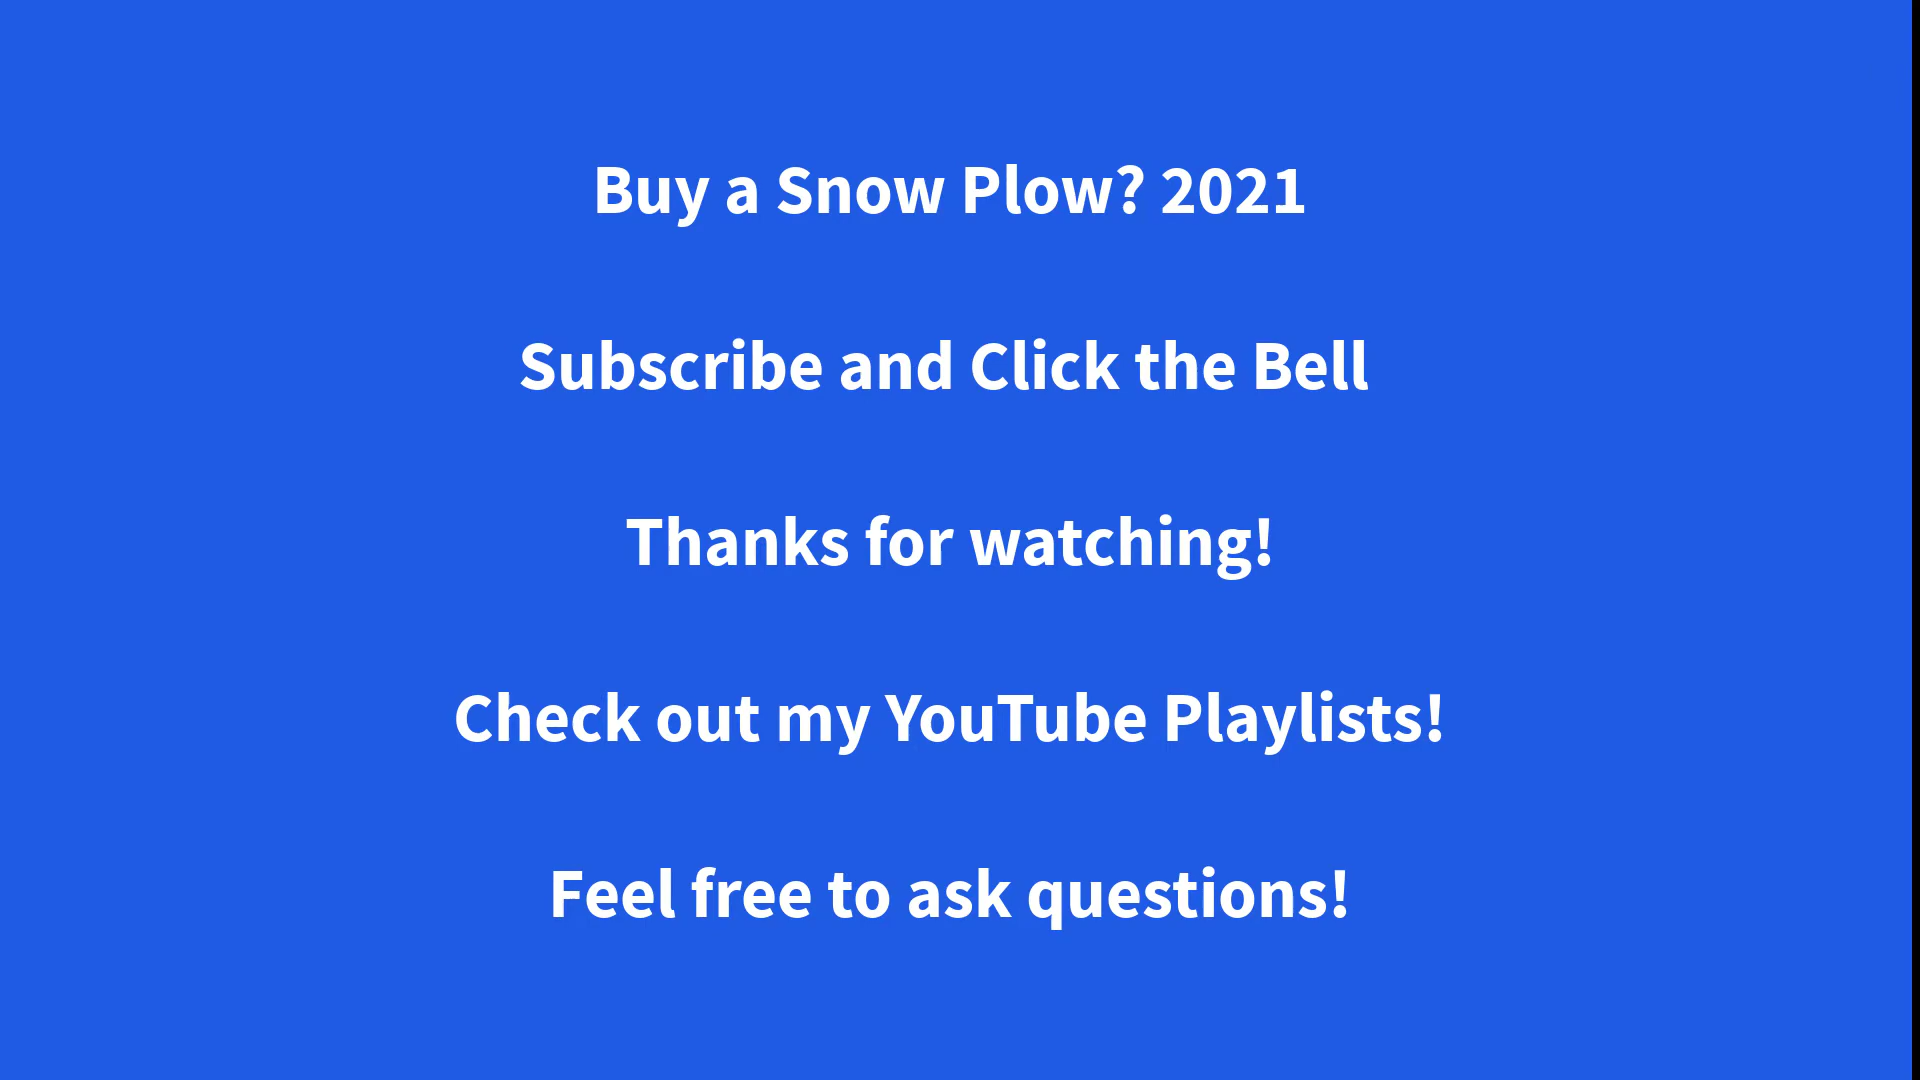 Buy a Snow Plow? 2021
Subscribe and Click the Bell
Thanks for watching!
Check out my YouTube Playlists!
Feel free to ask questions!